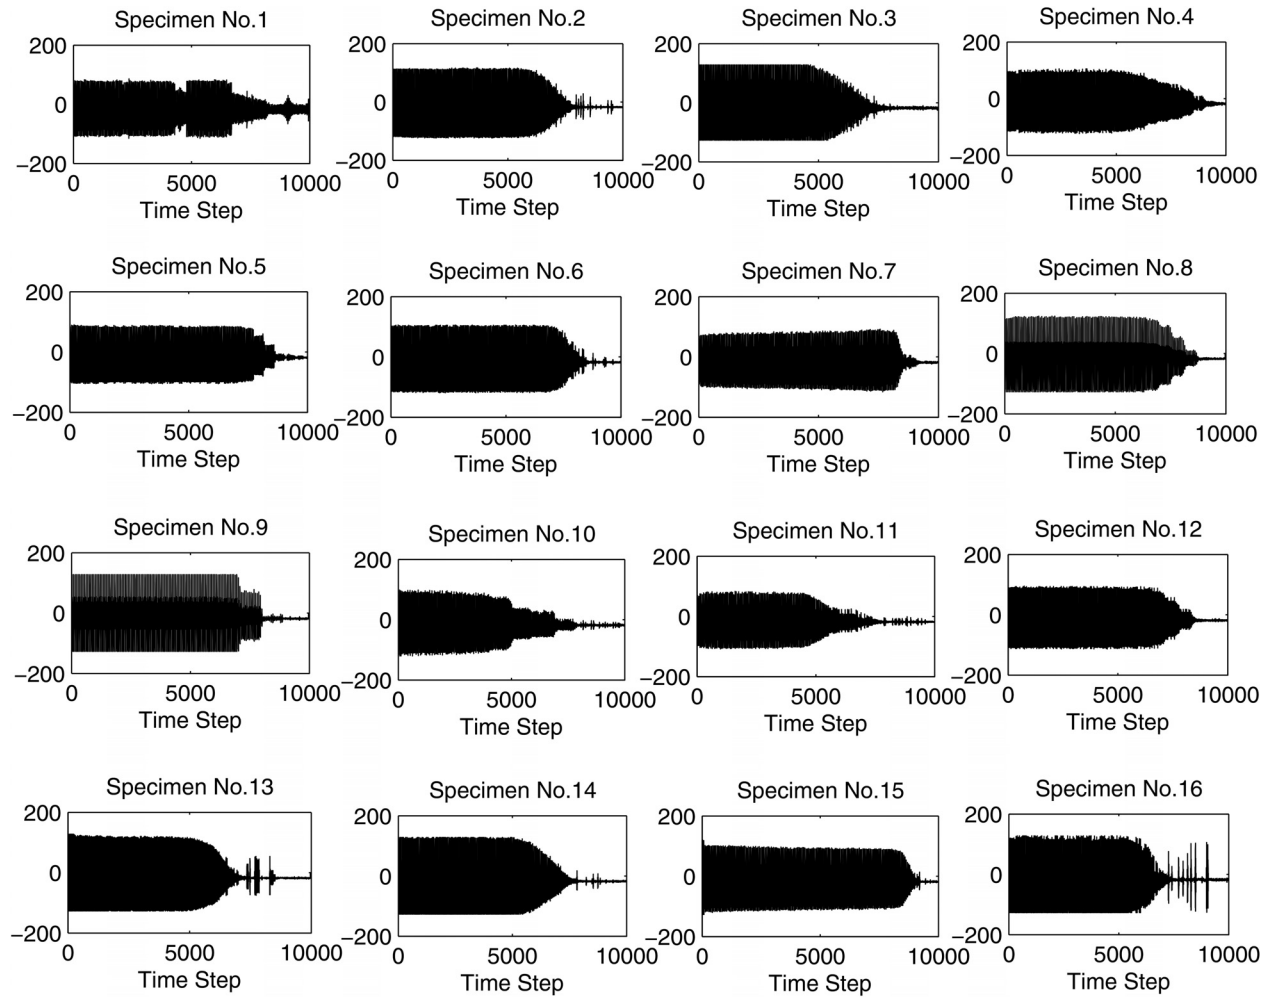 Specimen No.1 Specimen No.2 Specimen No.3 Specimen No.4
200 200 200 200
0 0 0 0
−200 −200 −200 −200
0 5000 10000 0 5000 10000 0 5000 10000 0 5000 10000
Time Step Time Step Time Step Time Step
Specimen No.5 Specimen No.6 Specimen No.7 Specimen No.8
200 200 200 200
0 0 0 0
−200 −200 −200 −200
0 5000 10000 0 5000 10000 0 5000 10000 0 5000 10000
Time Step Time Step Time Step Time Step
Specimen No.9 Specimen No.10 Specimen No.11 Specimen No.12
200 200 200 200
0 0 0 0
−200 −200 −200 −200
0 5000 10000 0 5000 10000 0 5000 10000 0 5000 10000
Time Step Time Step Time Step Time Step
Specimen No.13 Specimen No.14 Specimen No.15 Specimen No.16
200 200 200 200
0 0 0 0
−200 −200 −200 −200
0 5000 10000 0 5000 10000 0 5000 10000 0 5000 10000
Time Step Time Step Time Step Time Step